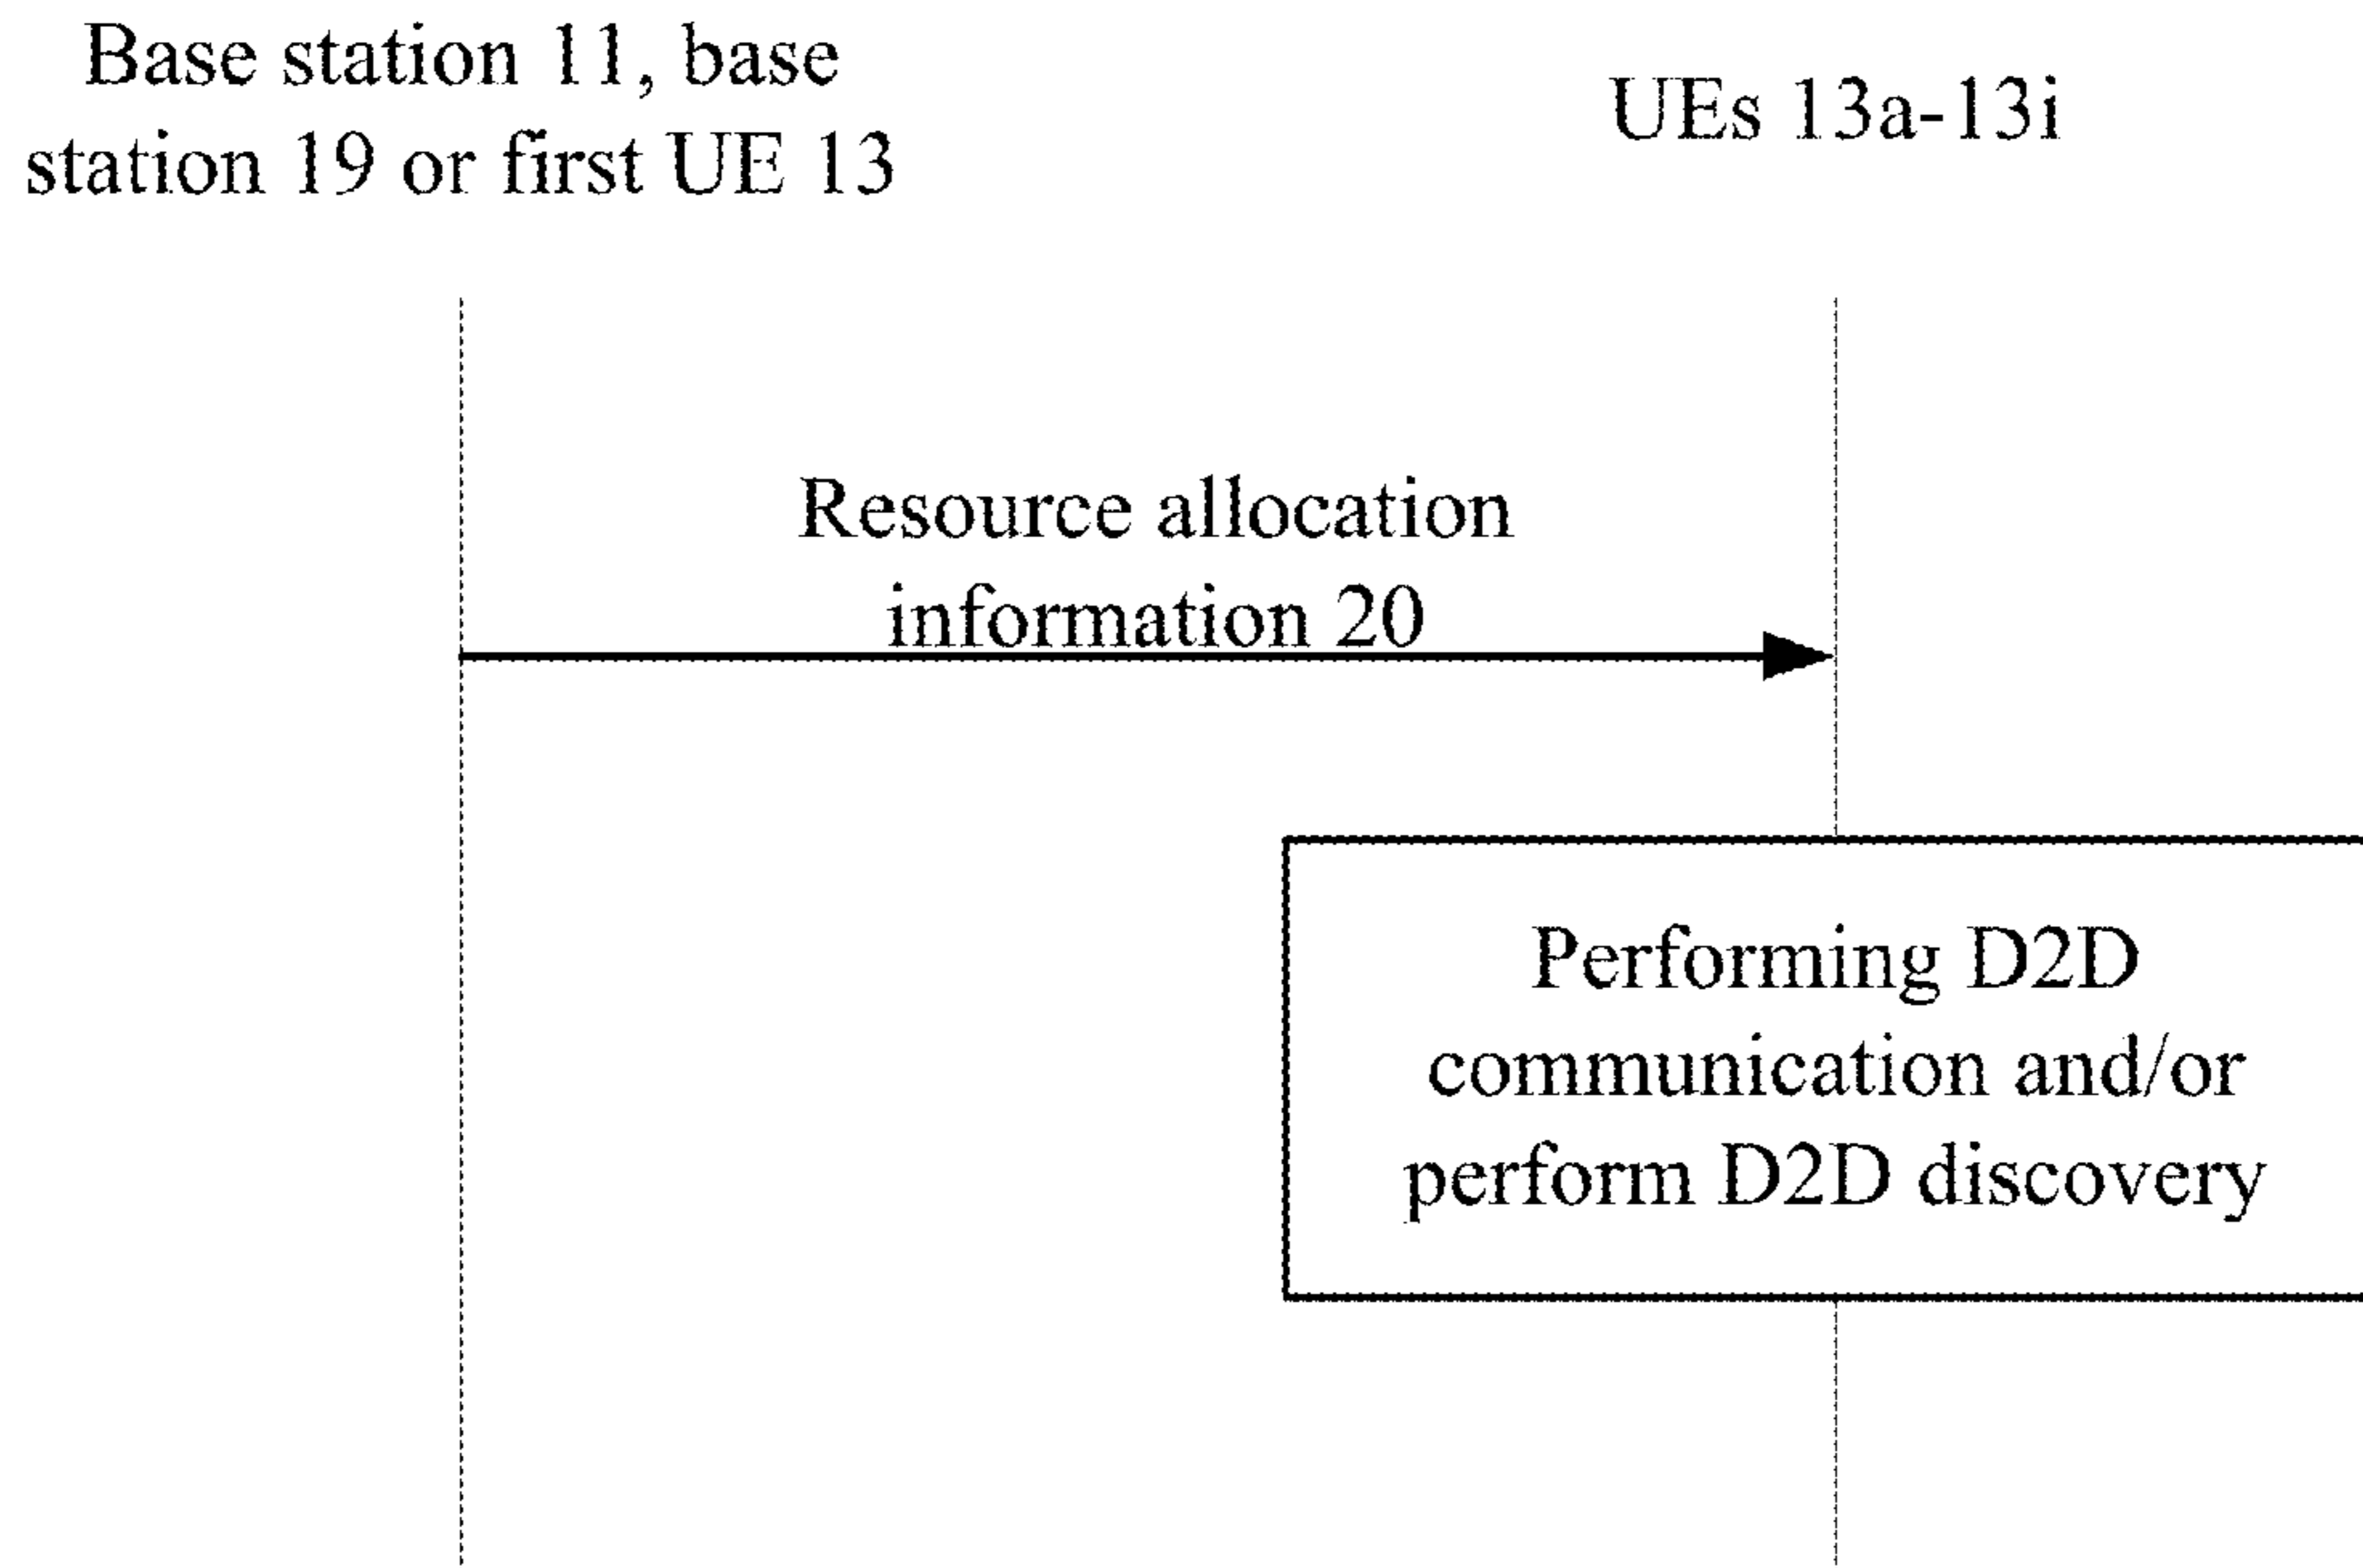 Base station 11, base
station 19 or first UE 13
UEs 13a-13i
Resource allocation
information 20
Performing D2D
communication and/or
perform D2D discovery